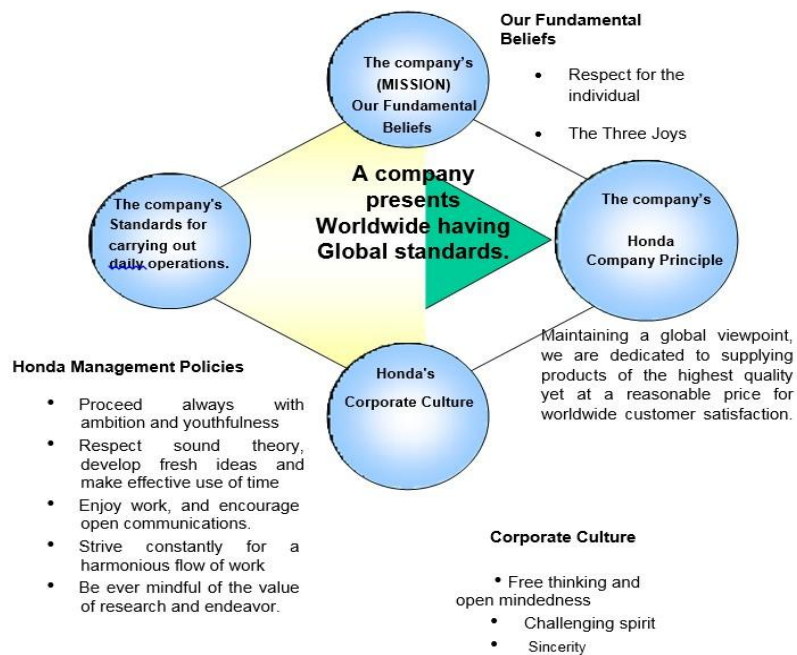 Our Fundamental
Beliefs
• Respect for the
individual
• The Three Joys
The company’s
(MISSION)
Our Fundamental
Beliefs
A company
presents
Worldwide having
Global standards.
The company's
Standards for
carrying out
daily operations.
The company’s
Honda
Company Principle
Maintaining a global viewpoint,
we are dedicated to supplying
products of the highest quality
yet at a reasonable price for
worldwide customer satisfaction.
Honda's
Corporate Culture
Honda Management Policies
• Proceed always with
ambition and youthfulness
• Respect sound theory,
develop fresh ideas and
make effective use of time
• Enjoy work, and encourage
open communications.
• Strive constantly for a
harmonious flow of work
• Be ever mindful of the value
of research and endeavor.
Corporate Culture
• Free thinking and
open mindedness
• Challenging spirit
• Sincerity